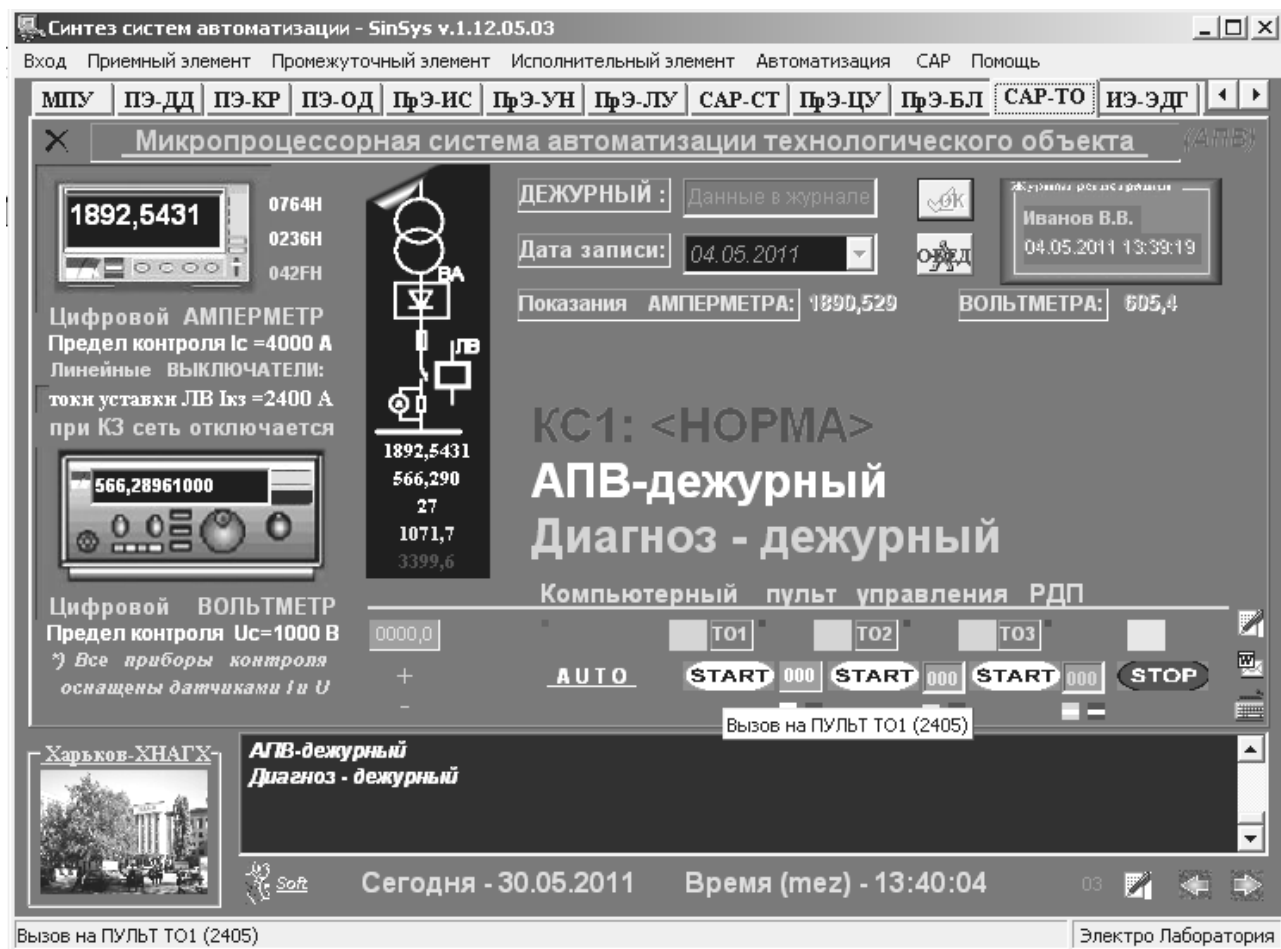 Синтез систем автоматизации - SinSys v.1.12.05.03
Вход Приемный элемент Промежуточный элемент Исполнительный элемент Автоматизация САР Помощь
МПУ ПЭ-ДД ПЭ-КР ПЭ-ОД ПрЭ-ИС ПрЭ-УН ПрЭ-ЛУ САР-СТ ПрЭ-ЦУ ПрЭ-БЛ САР-ТО ИЭ-ЭДГ
Микропроцессорная система автоматизации технологического объекта (АПВ)
1892,5431
0764H
0236H
042FH
Цифровой АМПЕРМЕТР
Предел контроля Ic =4000 А
Линейные ВЫКЛЮЧАТЕЛИ:
токи уставки ЛВ Iкз =2400 А
при КЗ сеть отключается
566,28961000
Цифровой ВОЛЬТМЕТР
Предел контроля Uc=1000 В
*) Все приборы контроля
оснащены датчиками I и U
ВА
ЛВ
1892,5431
566,290
27
1071,7
3399,6
ДЕЖУРНЫЙ : Данные в журнале ОК
Дата записи: 04.05.2011
Журнал регистрации
Иванов В.В.
04.05.2011 13:39:19
Показания АМПЕРМЕТРА: 1890,529 ВОЛЬТМЕТРА: 605,4
КС1: <НОРМА>
АПВ-дежурный
Диагноз - дежурный
Компьютерный пульт управления РДП
0000,0 ТО1 ТО2 ТО3
+ AUTO START 000 START 000 START 000 STOP
-
Вызов на ПУЛЬТ ТО1 (2405)
Харьков-ХНАГХ
АПВ-дежурный
Диагноз - дежурный
Soft Сегодня - 30.05.2011 Время (mez) - 13:40:04 03
Вызов на ПУЛЬТ ТО1 (2405) Электро Лаборатория